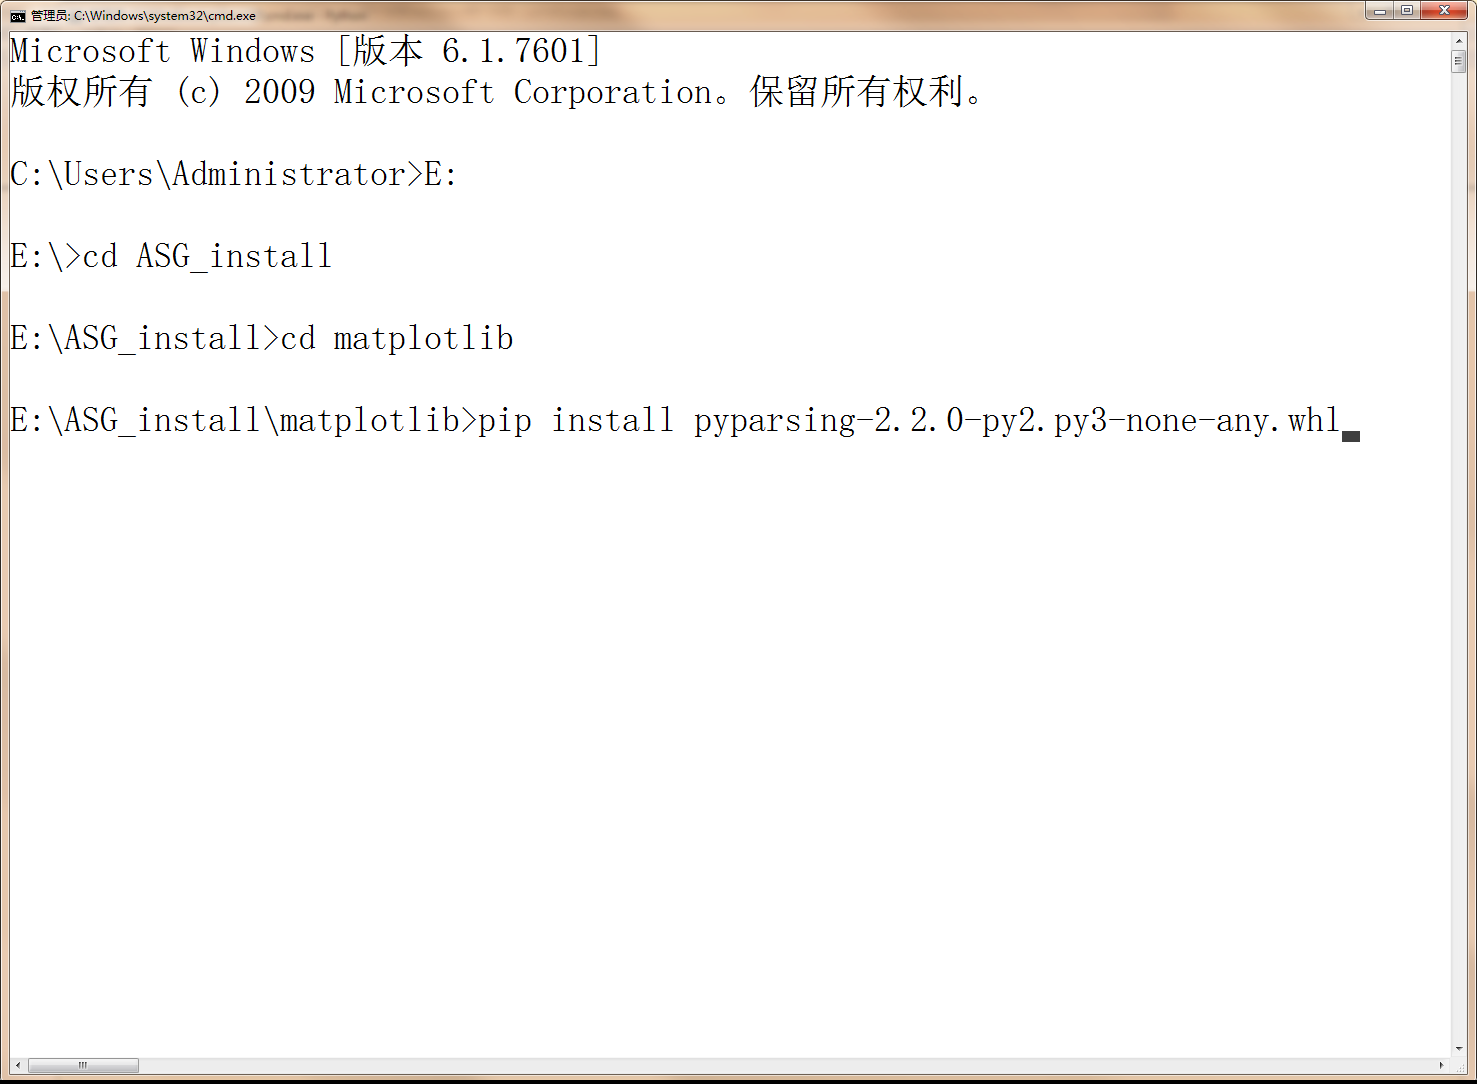 管理员: C:\Windows\system32\cmd.exe
Microsoft Windows [版本 6.1.7601]
版权所有 (c) 2009 Microsoft Corporation。保留所有权利。
C:\Users\Administrator>E:
E:\>cd ASG_install
E:\ASG_install>cd matplotlib
E:\ASG_install\matplotlib>pip install pyparsing-2.2.0-py2.py3-none-any.whl